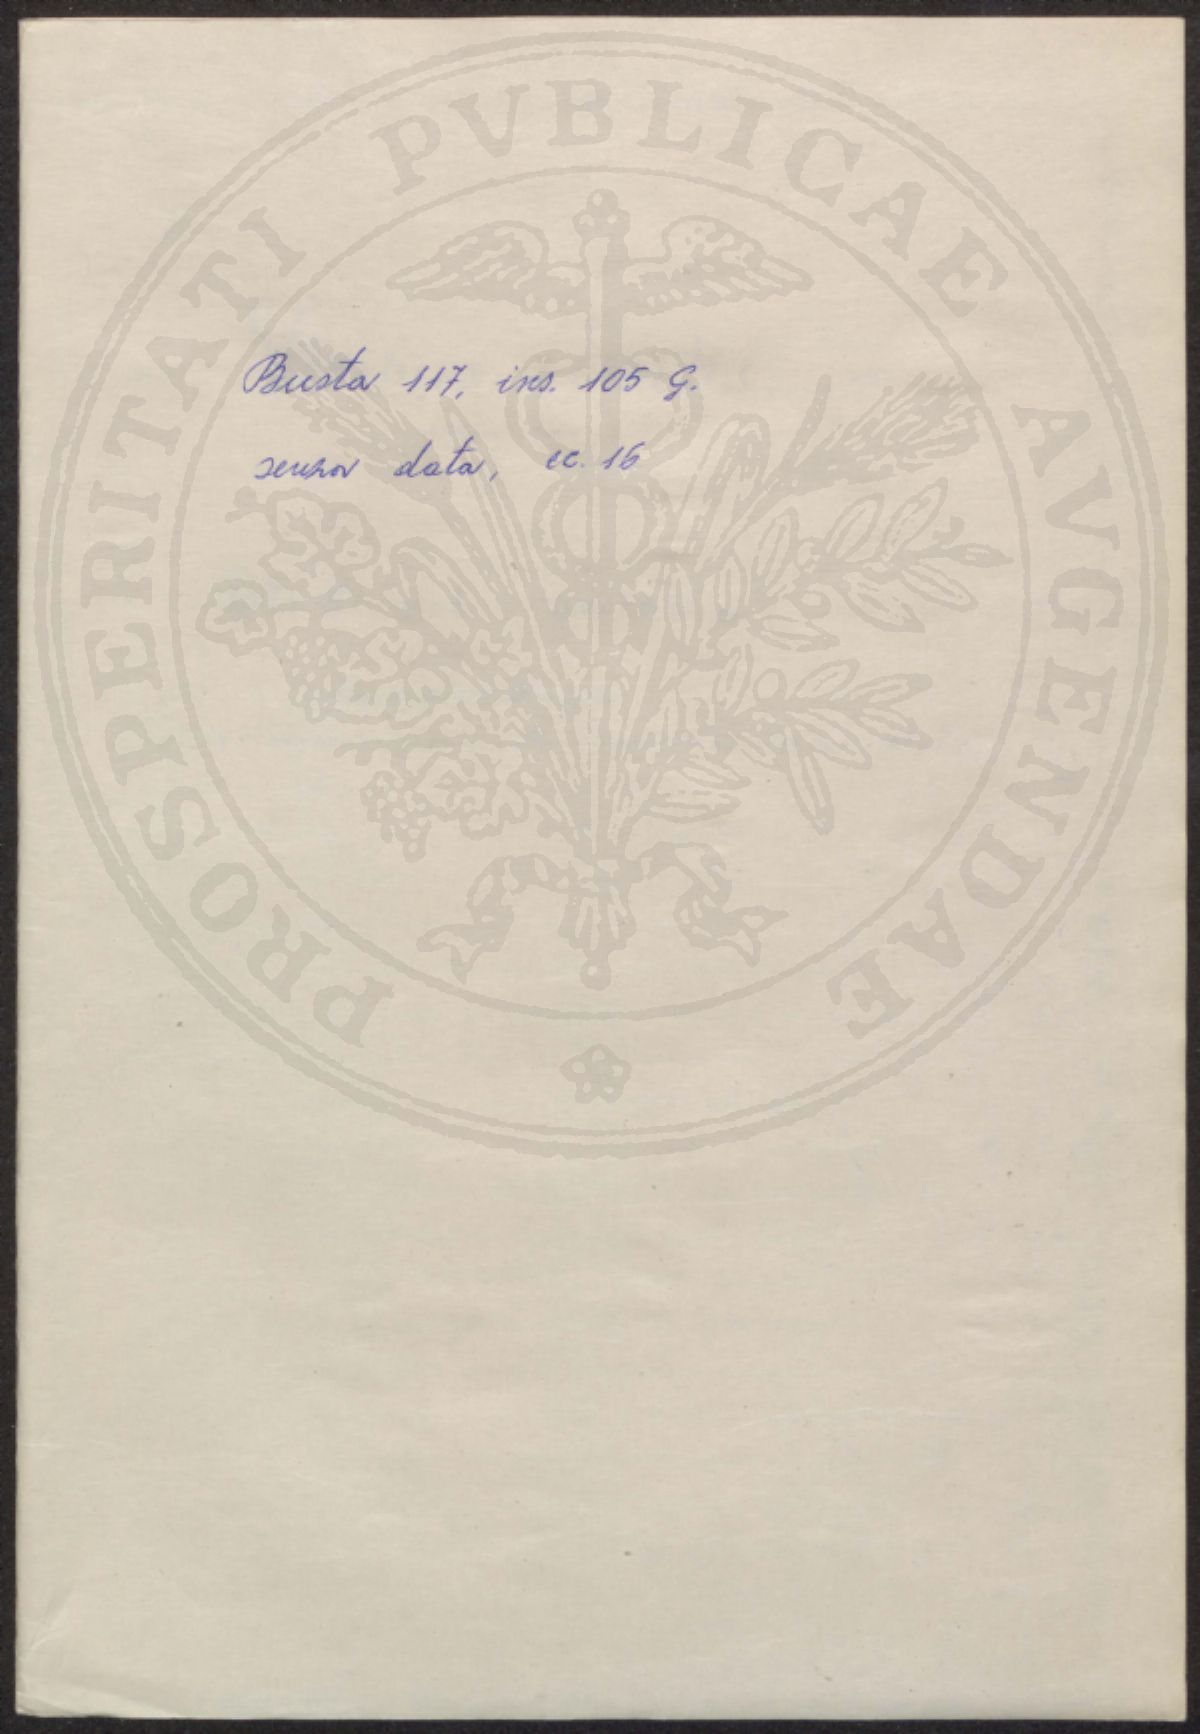 PROSPERITATI PVBLICAE AVGENDAE
Busta 117, ins. 105 G.
senza data, cc. 16